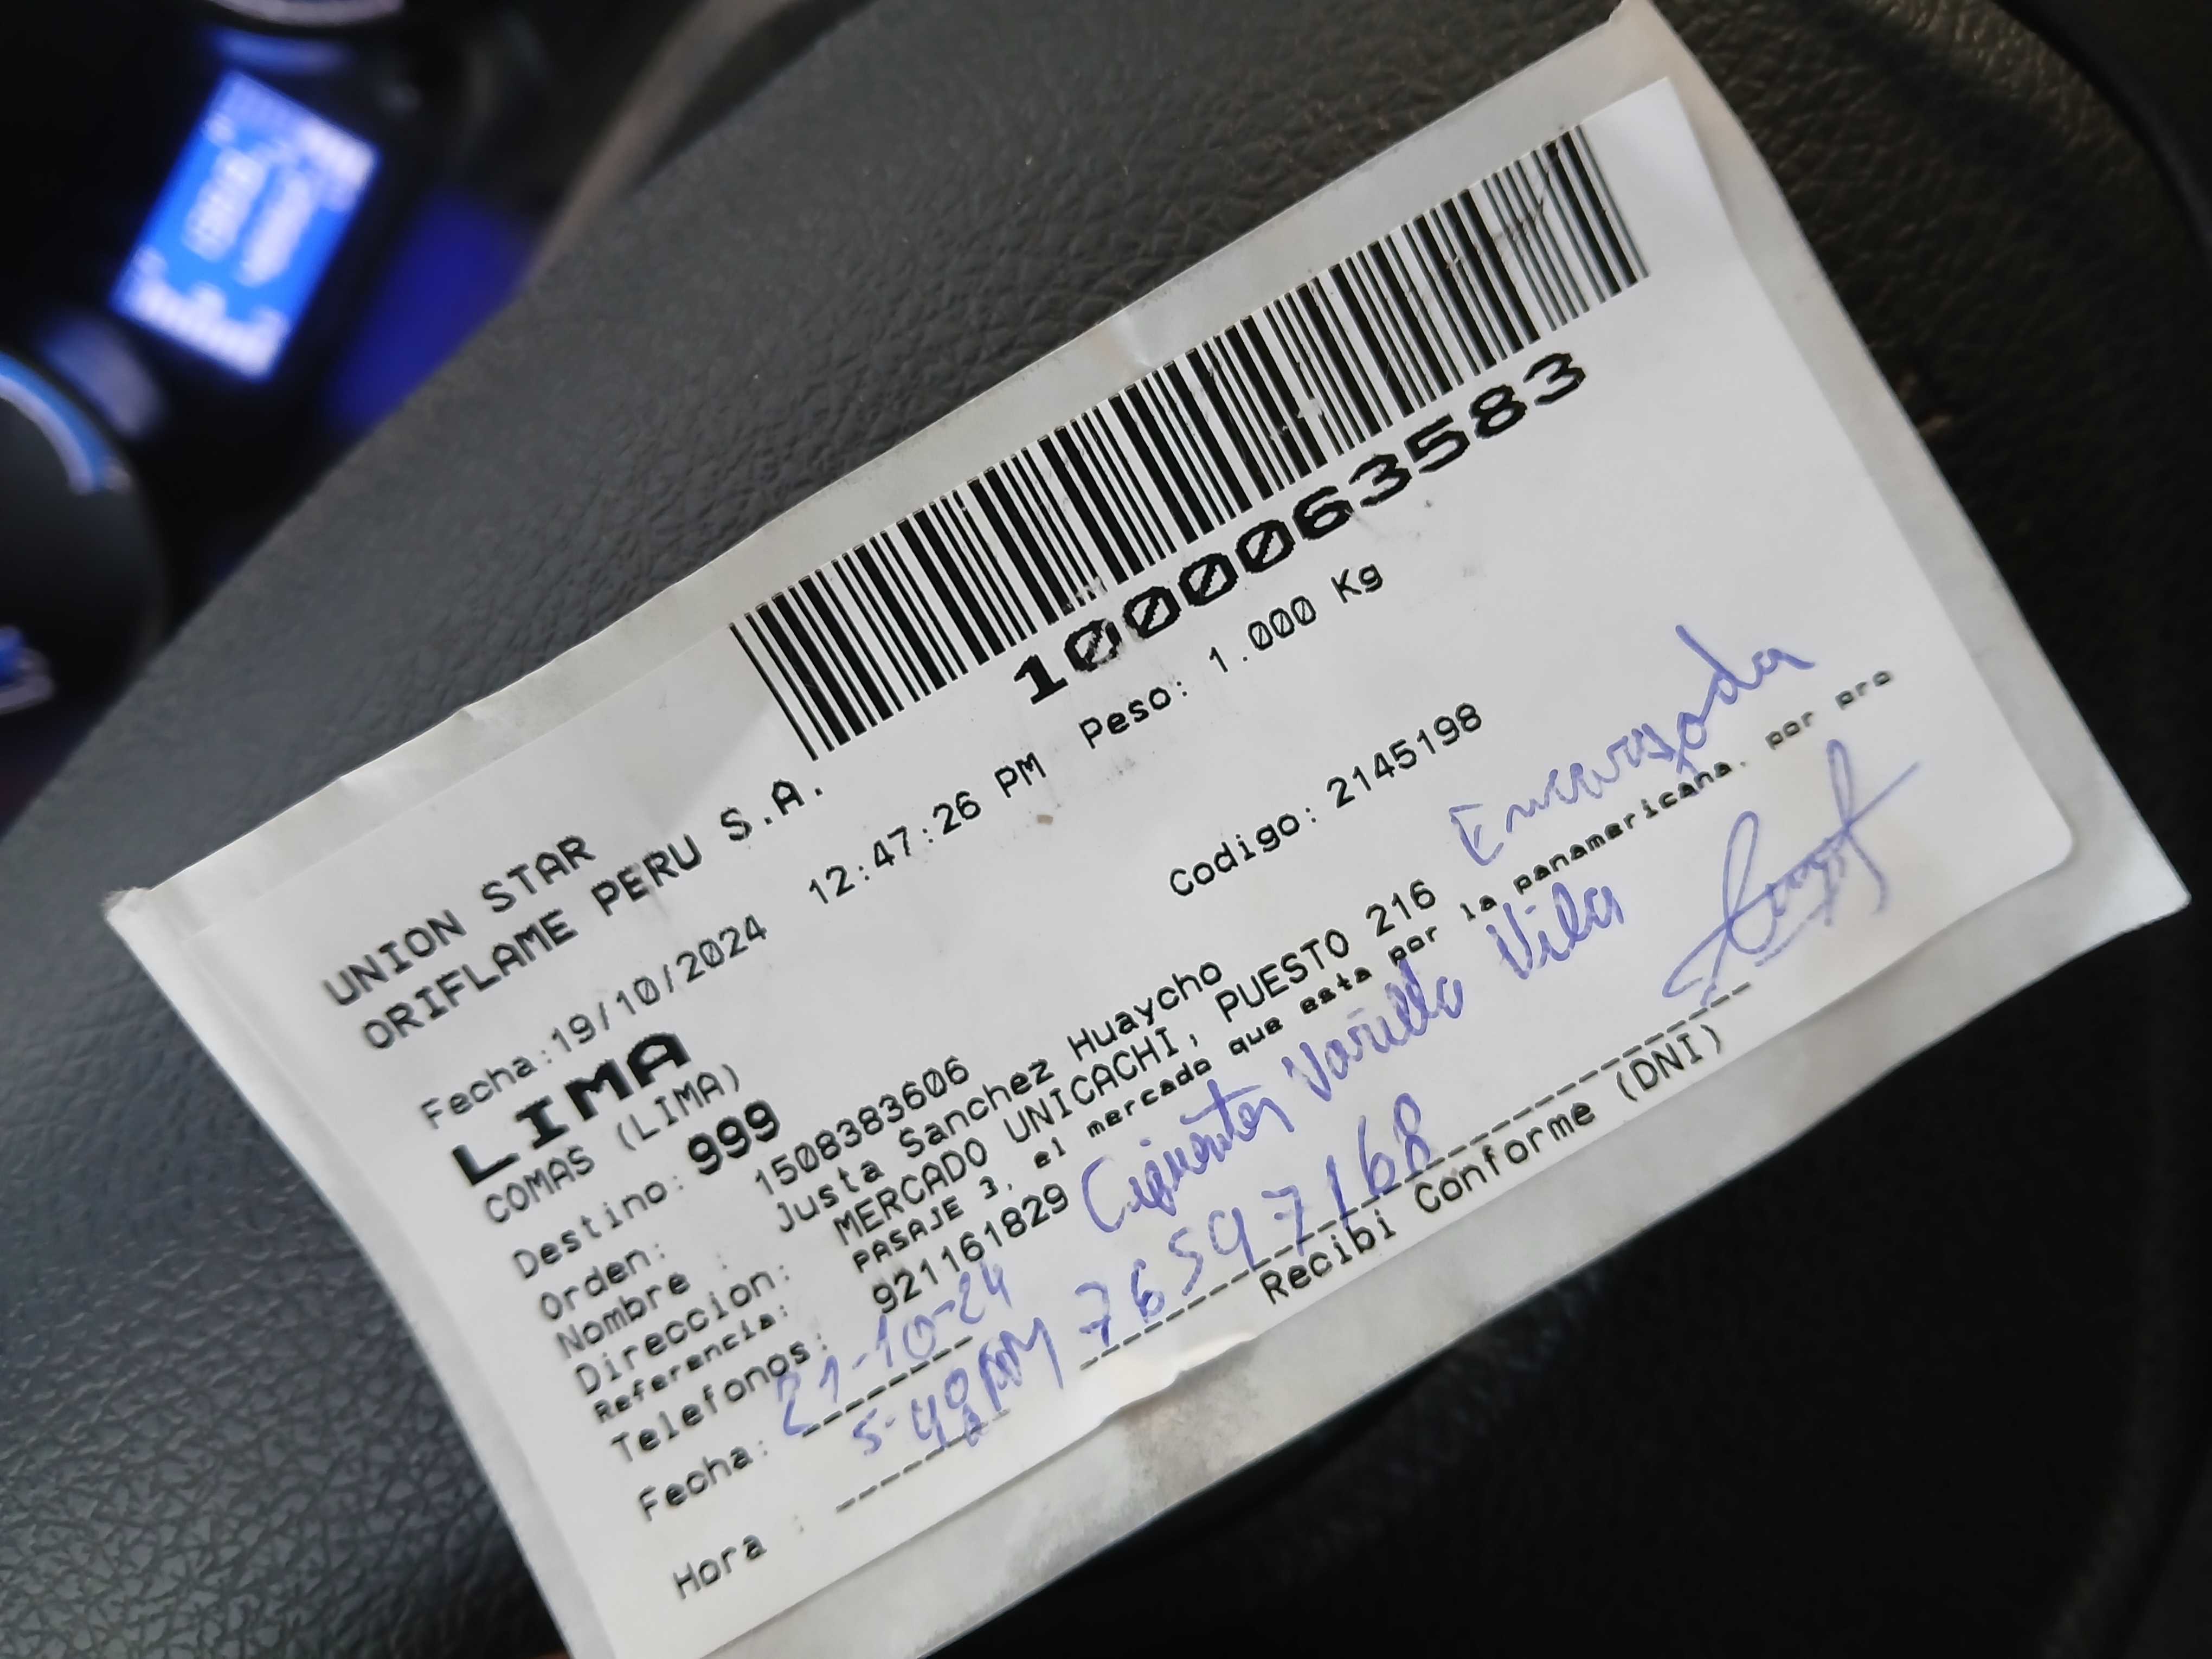 1000063583
UNION STAR
ORIFLAME PERU S.A.
Fecha:19/10/2024 12:47:26 PM Peso: 1.000 Kg
LIMA
COMAS (LIMA)
Destino: 999 Codigo: 2145198
Orden: 1508383606
Nombre : Justa Sanchez Huaycho
Direccion: MERCADO UNICACHI, PUESTO 216 Encargada
Referencia: PASAJE 3, el mercado que esta por la panamericana. por pro
Telefonos: 921161829 Vila
Fecha: 21-10-24
Hora : 5-48 PM 76597168
Recibi Conforme (DNI)